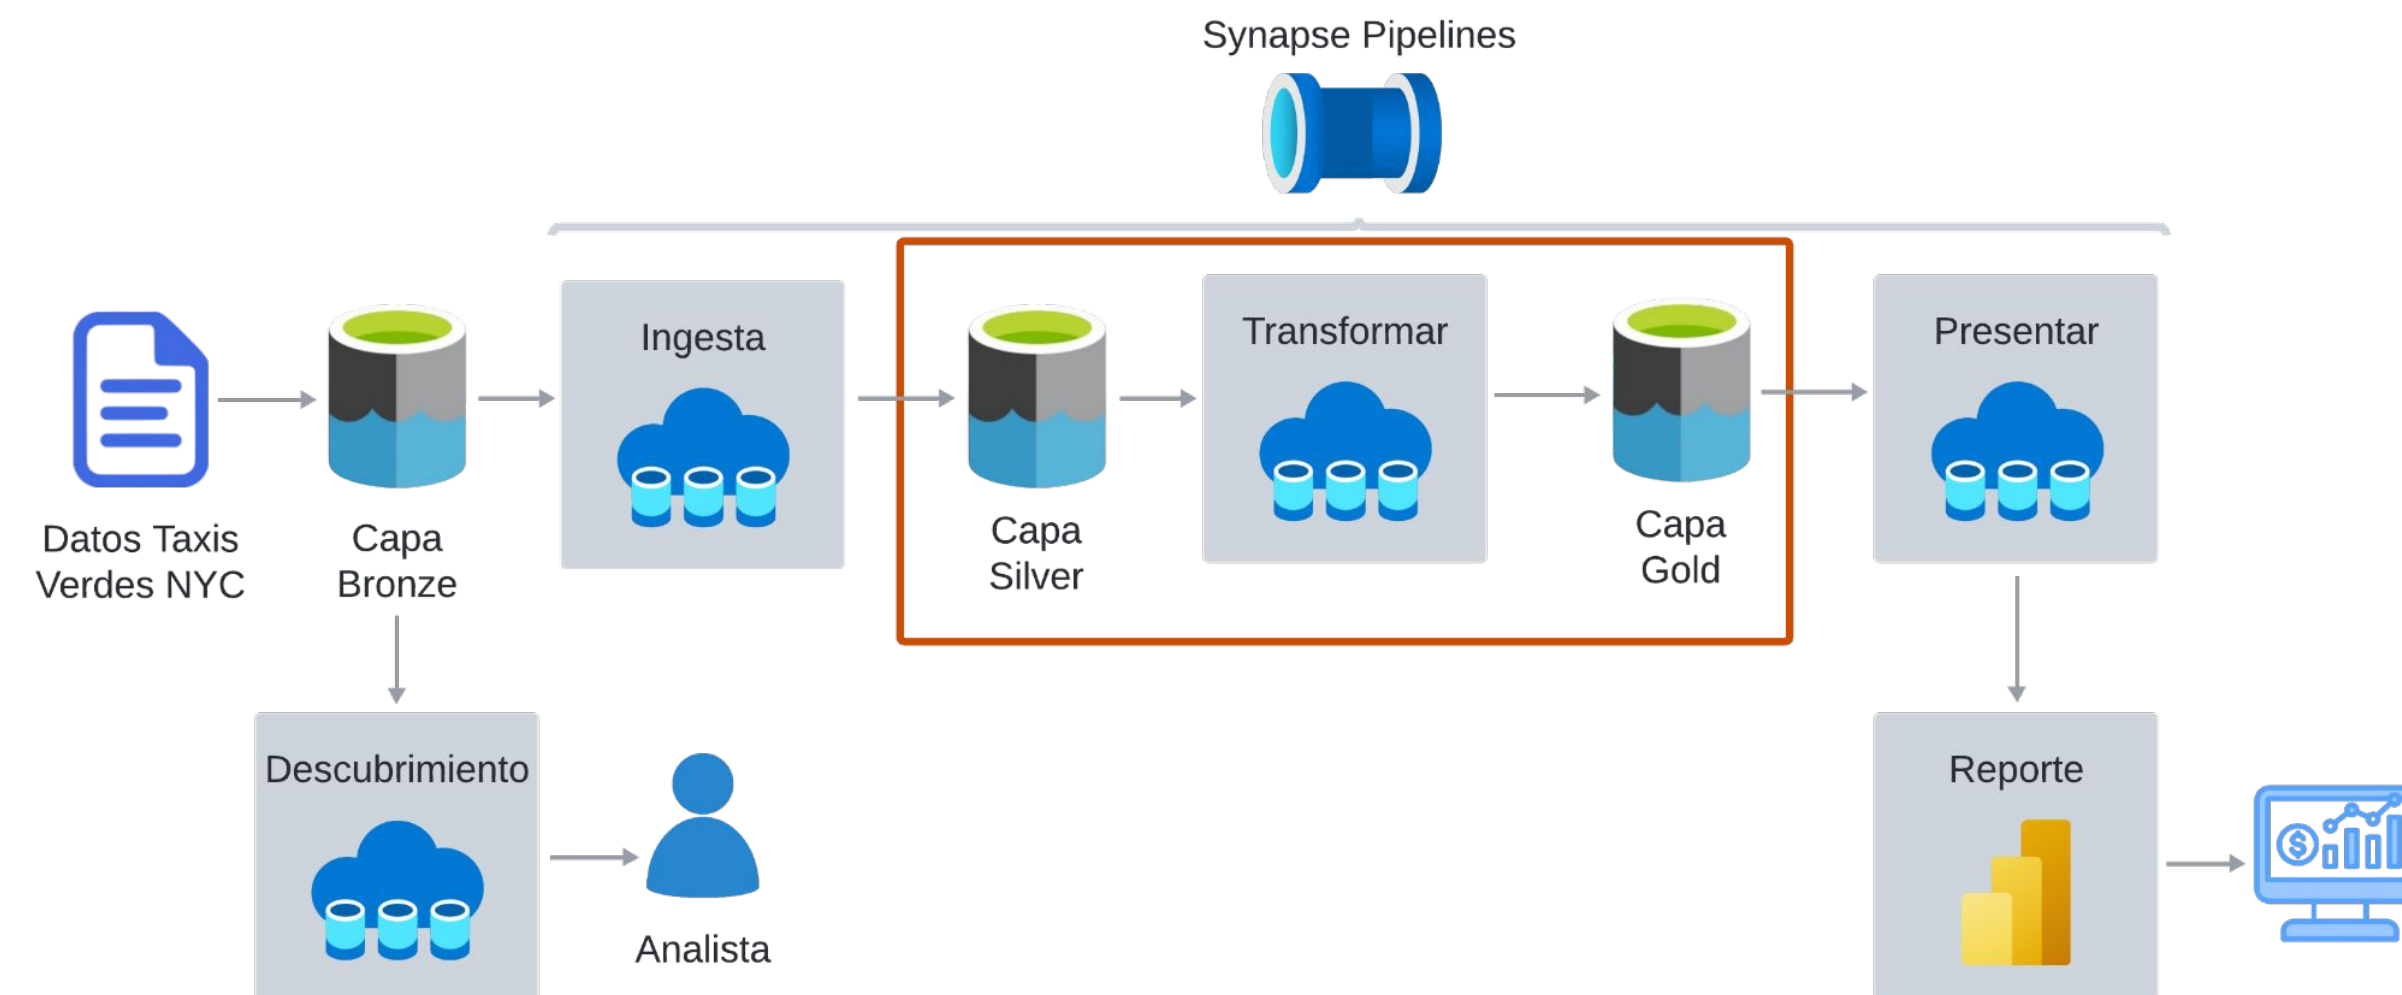 Synapse Pipelines
Ingesta
Transformar
Presentar
Datos Taxis
Verdes NYC
Capa
Bronze
Capa
Silver
Capa
Gold
Descubrimiento
Analista
Reporte
$